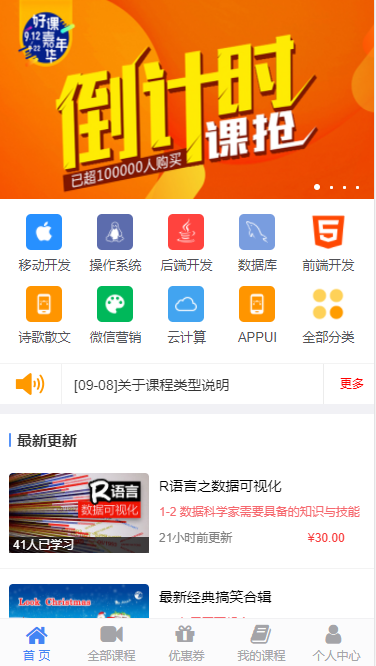 好课
9.12 嘉年
22 华
倒计时
课抢
已超100000人购买
移动开发 操作系统 后端开发 数据库 前端开发
诗歌散文 微信营销 云计算 APPUI 全部分类
[09-08]关于课程类型说明 更多
最新更新
R语言
数据可视化
41人已学习
R语言之数据可视化
1-2 数据科学家需要具备的知识与技能
21小时前更新 ¥30.00
Look Christmas
最新经典搞笑合辑
首页 全部课程 优惠券 我的课程 个人中心